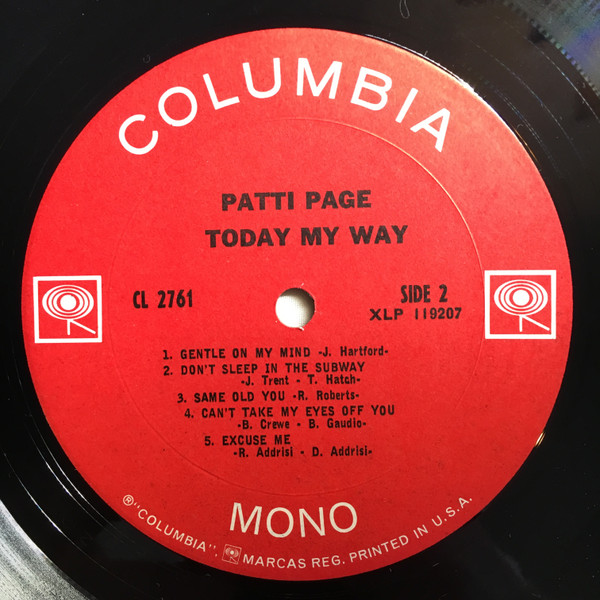 COLUMBIA
PATTI PAGE
TODAY MY WAY
CL 2761
SIDE 2
XLP 119207
1. GENTLE ON MY MIND -J. Hartford-
2. DON'T SLEEP IN THE SUBWAY
-J. Trent - T. Hatch-
3. SAME OLD YOU -R. Roberts-
4. CAN'T TAKE MY EYES OFF YOU
-B. Crewe - B. Gaudio-
5. EXCUSE ME
-R. Addrisi - D. Addrisi-
MONO
®"COLUMBIA", MARCAS REG. PRINTED IN U.S.A.